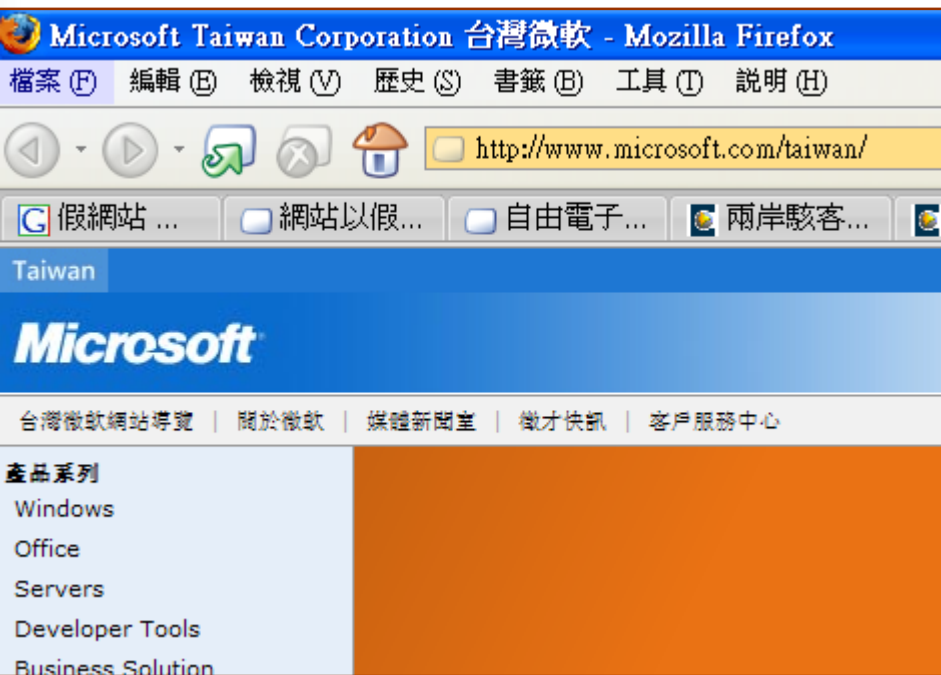 Microsoft Taiwan Corporation 台灣微軟 - Mozilla Firefox
檔案(F) 編輯(E) 檢視(V) 歷史(S) 書籤(B) 工具(T) 說明(H)
http://www.microsoft.com/taiwan/
G 假網站 ... 網站以假... 自由電子... 兩岸駭客...
Taiwan
Microsoft
台灣微軟網站導覽 | 關於微軟 | 媒體新聞室 | 徵才快訊 | 客戶服務中心
產品系列
Windows
Office
Servers
Developer Tools
Business Solution